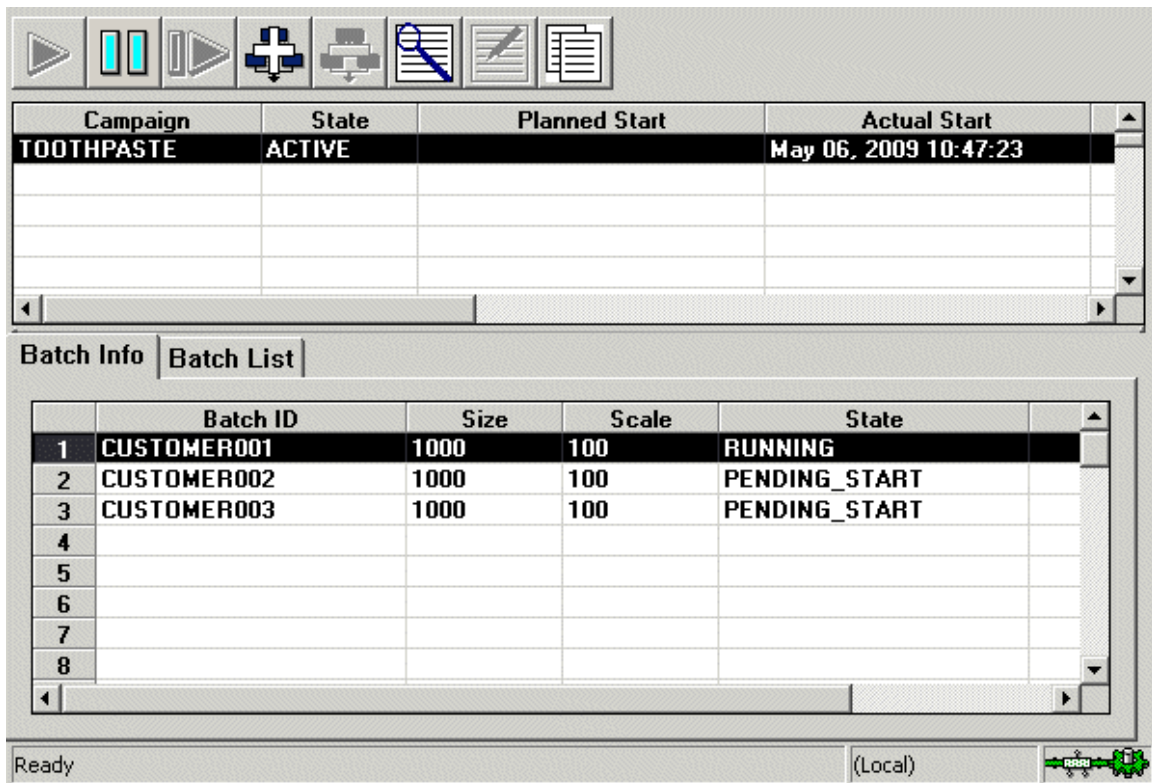 Campaign State Planned Start Actual Start
TOOTHPASTE ACTIVE May 06, 2009 10:47:23
Batch Info Batch List
Batch ID Size Scale State
1 CUSTOMER001 1000 100 RUNNING
2 CUSTOMER002 1000 100 PENDING_START
3 CUSTOMER003 1000 100 PENDING_START
4
5
6
7
8
Ready (Local)